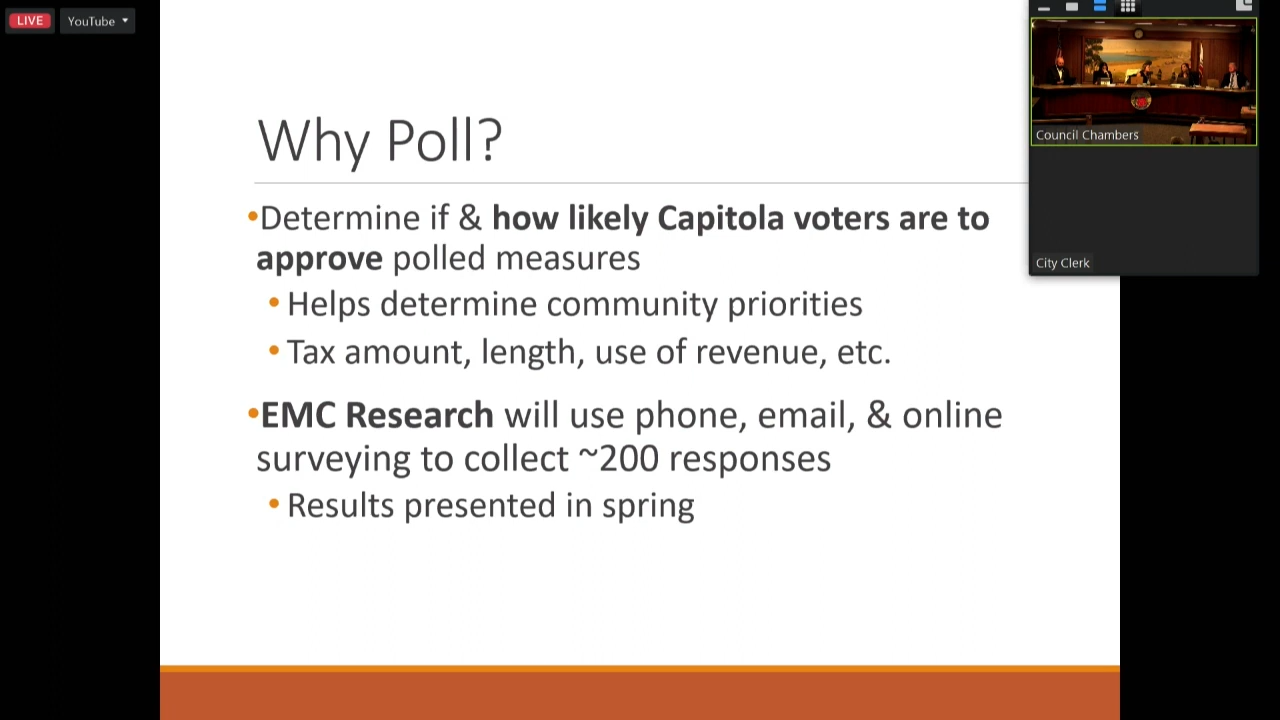 LIVE YouTube
Why Poll?
•Determine if & how likely Capitola voters are to
approve polled measures
• Helps determine community priorities
• Tax amount, length, use of revenue, etc.
•EMC Research will use phone, email, & online
surveying to collect ~200 responses
• Results presented in spring
Council Chambers
City Clerk